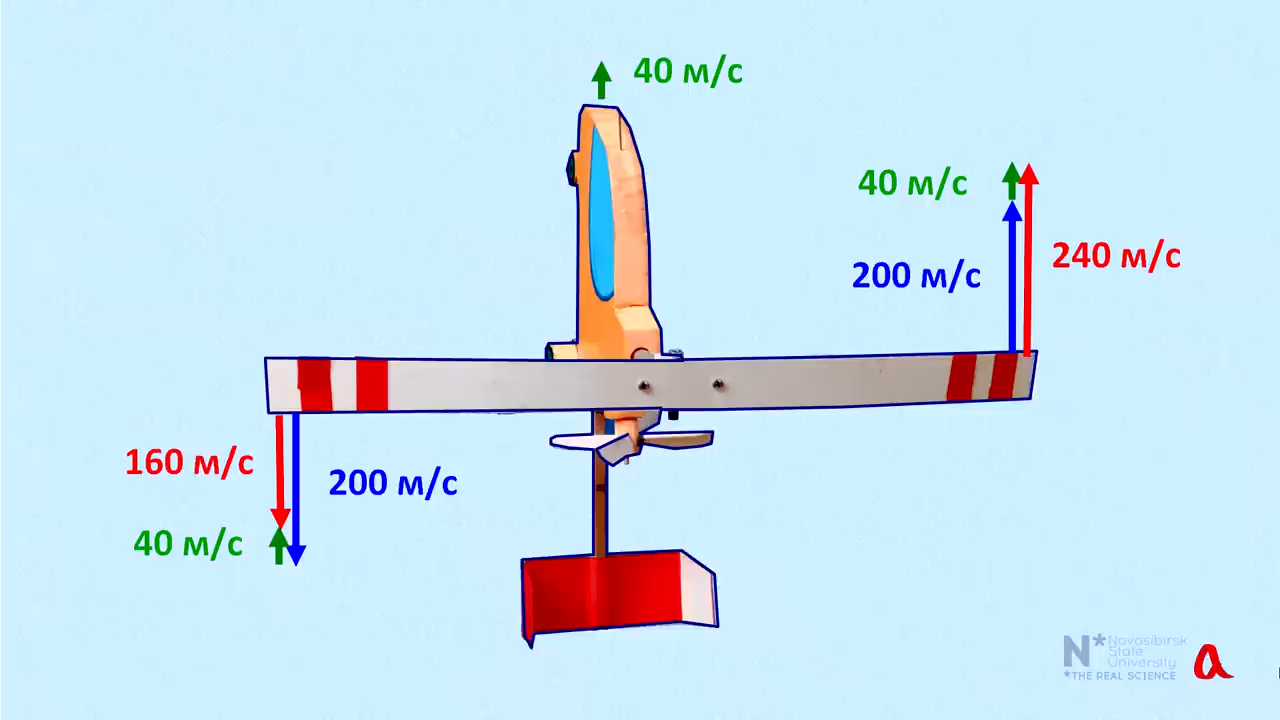 40 м/с
40 м/с
200 м/с
240 м/с
160 м/с
200 м/с
40 м/с
N* Novosibirsk
State
University
*THE REAL SCIENCE
a